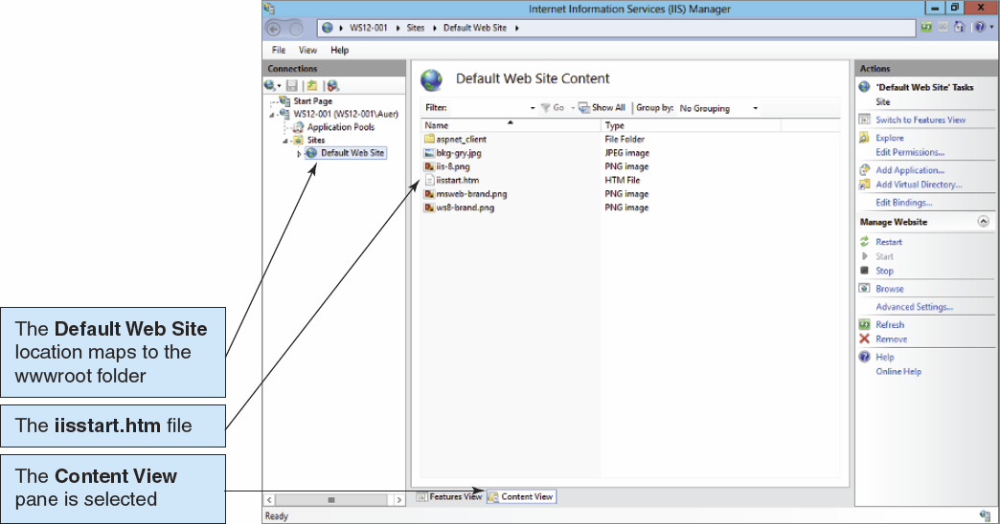 Internet Information Services (IIS) Manager
WS12-001 Sites Default Web Site
File View Help
Connections
Start Page
WS12-001 (WS12-001\Auer)
Application Pools
Sites
Default Web Site
Default Web Site Content
Filter: Go Show All Group by: No Grouping
Name Type
aspnet_client File Folder
bkg-gry.jpg JPEG image
iis-8.png PNG image
iisstart.htm HTM File
msweb-brand.png PNG image
ws8-brand.png PNG image
Features View Content View
Ready
Actions
'Default Web Site' Tasks
Site
Switch to Features View
Explore
Edit Permissions...
Add Application...
Add Virtual Directory...
Edit Bindings...
Manage Website
Restart
Start
Stop
Browse
Advanced Settings...
Refresh
Remove
Help
Online Help
The Default Web Site
location maps to the
wwwroot folder
The iisstart.htm file
The Content View
pane is selected